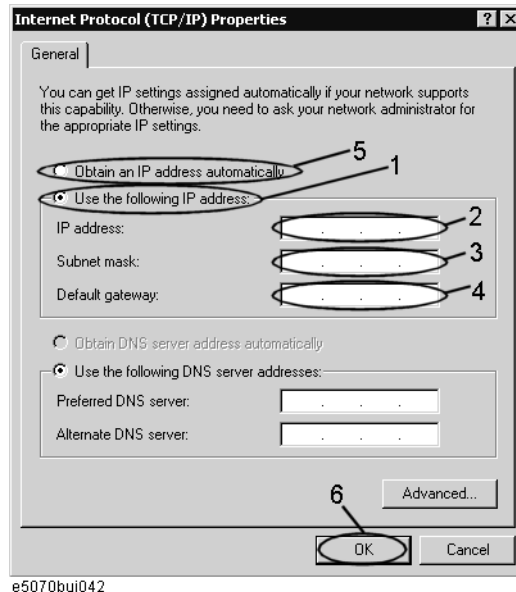 Internet Protocol (TCP/IP) Properties
General
You can get IP settings assigned automatically if your network supports
this capability. Otherwise, you need to ask your network administrator for
the appropriate IP settings.
5
Obtain an IP address automatically
1
Use the following IP address:
IP address:
2
Subnet mask:
3
Default gateway:
4
Obtain DNS server address automatically
Use the following DNS server addresses:
Preferred DNS server:
Alternate DNS server:
6
Advanced...
OK
Cancel
e5070bui042